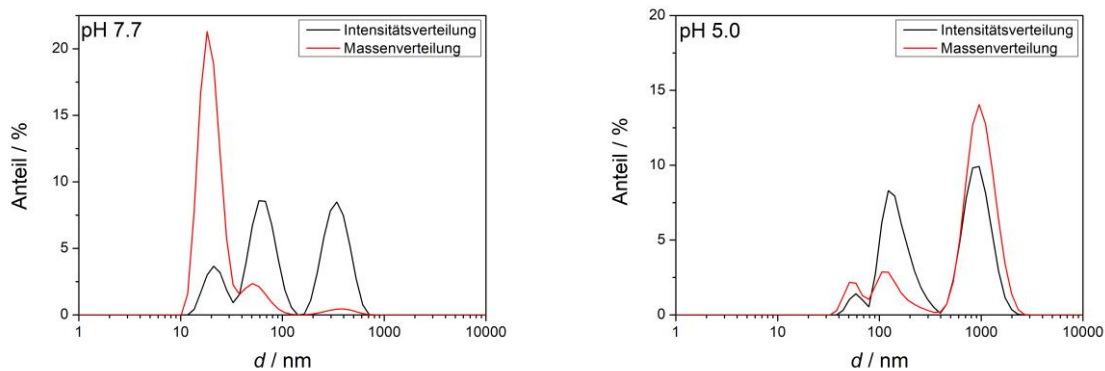 pH 7.7
Intensitätsverteilung
Massenverteilung
Anteil / %
20
15
10
5
0
1
10
100
1000
10000
d / nm
pH 5.0
Intensitätsverteilung
Massenverteilung
Anteil / %
20
15
10
5
0
1
10
100
1000
10000
d / nm